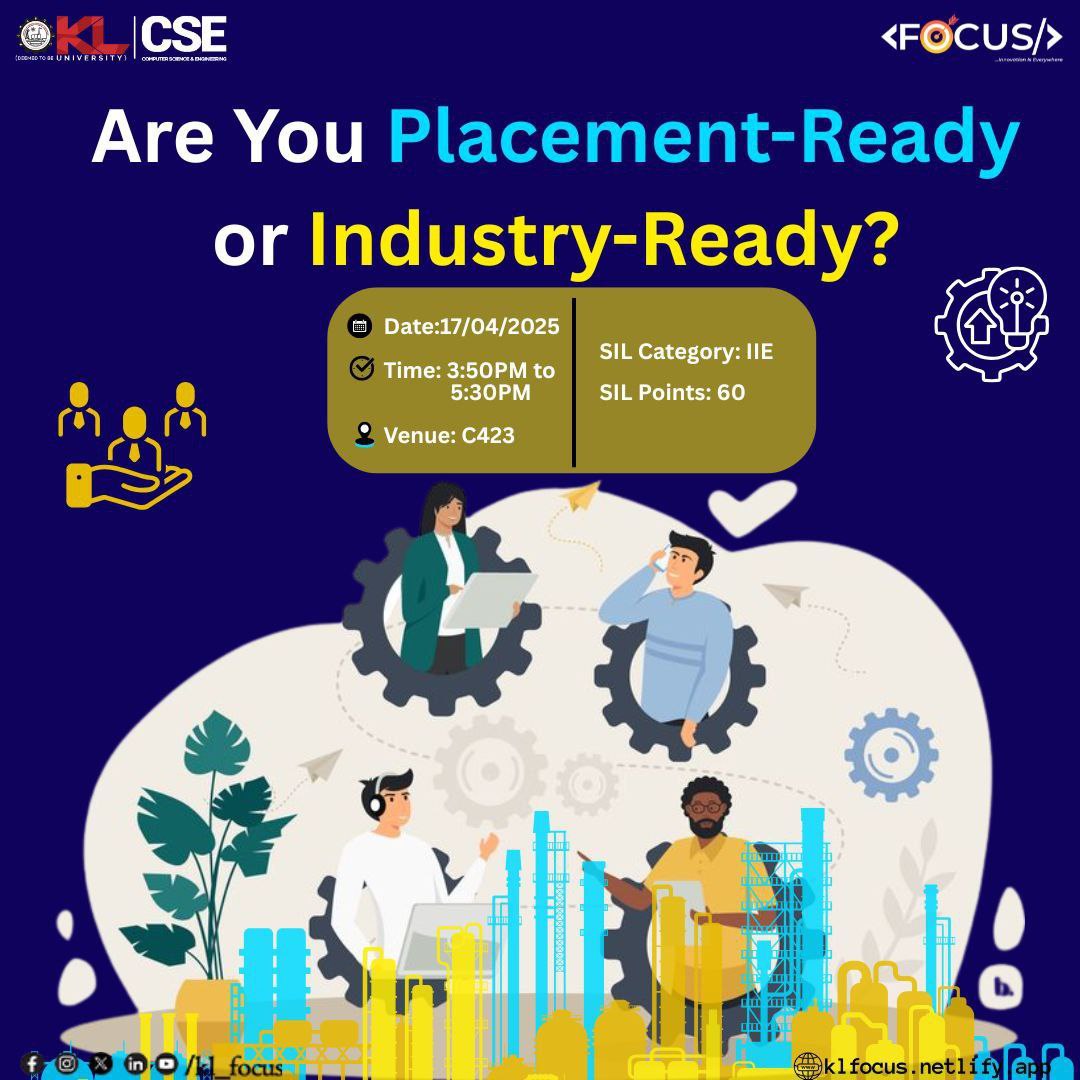 KL | CSE
(DEEMED TO BE UNIVERSITY)
COMPUTER SCIENCE & ENGINEERING
<FOCUS/>
...Innovation is Everywhere
Are You Placement-Ready
or Industry-Ready?
Date:17/04/2025
Time: 3:50PM to
5:30PM
Venue: C423
SIL Category: IIE
SIL Points: 60
b.
/kl_focus
www
klfocus.netlify.app